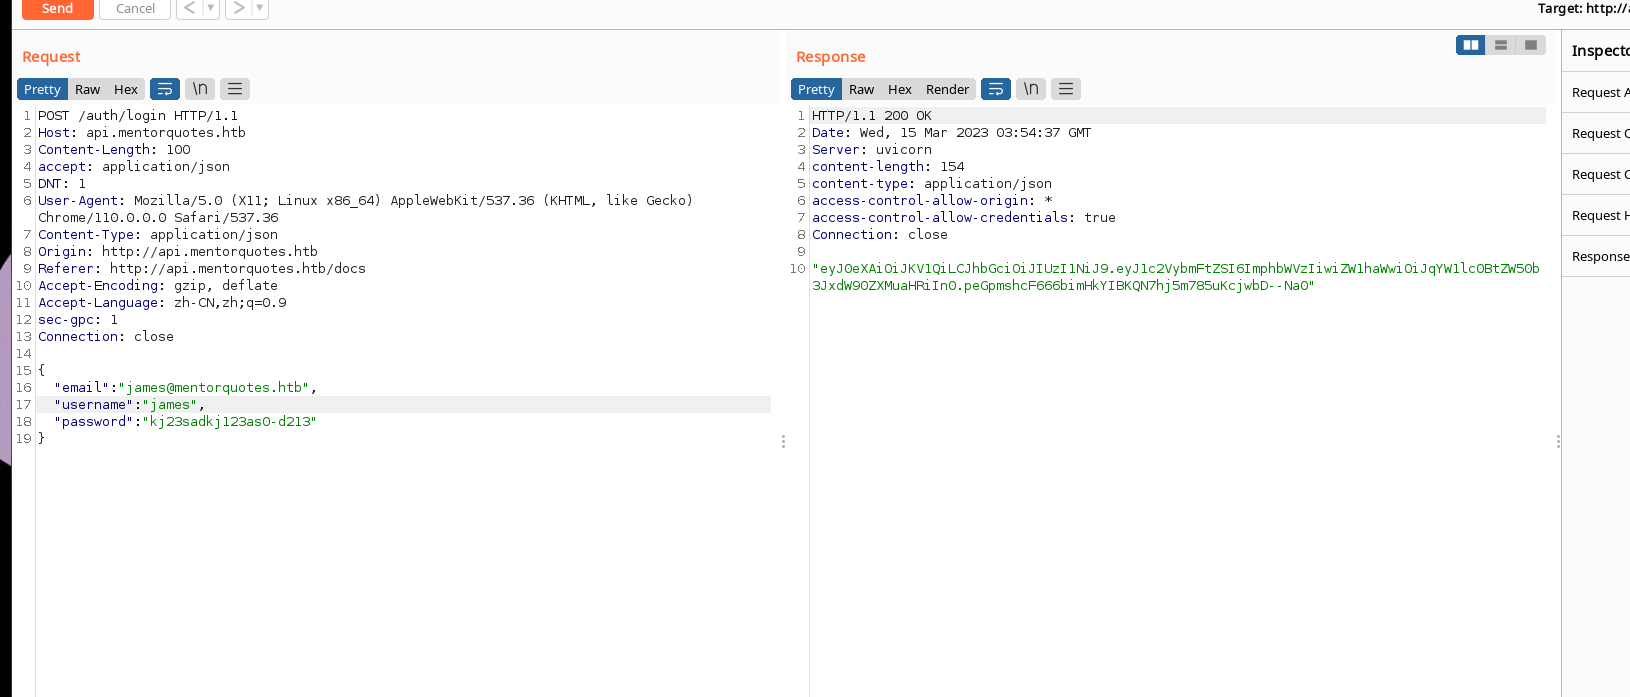 Send Cancel < > Target: http://
Request
Pretty Raw Hex \n
1 POST /auth/login HTTP/1.1
2 Host: api.mentorquotes.htb
3 Content-Length: 100
4 accept: application/json
5 DNT: 1
6 User-Agent: Mozilla/5.0 (X11; Linux x86_64) AppleWebKit/537.36 (KHTML, like Gecko)
Chrome/110.0.0.0 Safari/537.36
7 Content-Type: application/json
8 Origin: http://api.mentorquotes.htb
9 Referer: http://api.mentorquotes.htb/docs
10 Accept-Encoding: gzip, deflate
11 Accept-Language: zh-CN,zh;q=0.9
12 sec-gpc: 1
13 Connection: close
14
15 {
16 "email":"james@mentorquotes.htb",
17 "username":"james",
18 "password":"kj23sadkj123as0-d213"
19 }
Response
Pretty Raw Hex Render \n
1 HTTP/1.1 200 OK
2 Date: Wed, 15 Mar 2023 03:54:37 GMT
3 Server: uvicorn
4 content-length: 154
5 content-type: application/json
6 access-control-allow-origin: *
7 access-control-allow-credentials: true
8 Connection: close
9
10 "eyJ0eXAiOiJKV1QiLCJhbGciOiJIUzI1NiJ9.eyJ1c2VybmFtZSI6ImphbWVzIiwiZW1haWwiOiJqYW1lc0BtZW50b
3JxdW90ZXMuaHRiIn0.peGpmshcF666bimHkYIBKQN7hj5m785uKcjwbD--Na0"
Inspecto
Request A
Request
Request
Request H
Response